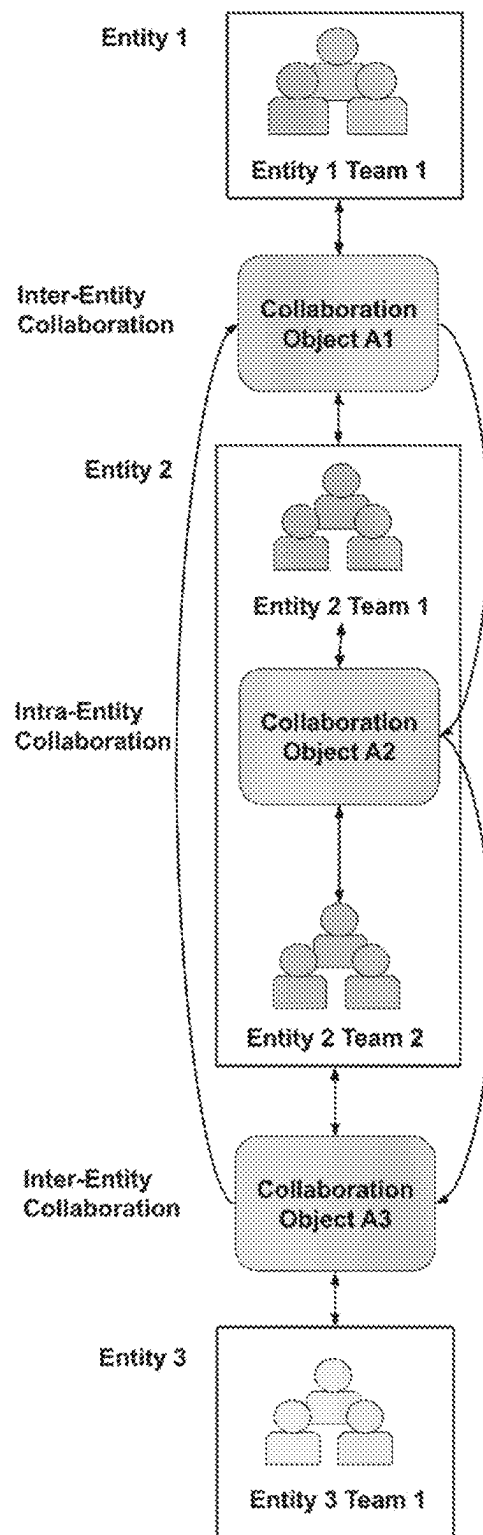 Entity 1
Entity 1 Team 1
Inter-Entity
Collaboration
Collaboration
Object A1
Entity 2
Entity 2 Team 1
Intra-Entity
Collaboration
Collaboration
Object A2
Entity 2 Team 2
Inter-Entity
Collaboration
Collaboration
Object A3
Entity 3
Entity 3 Team 1